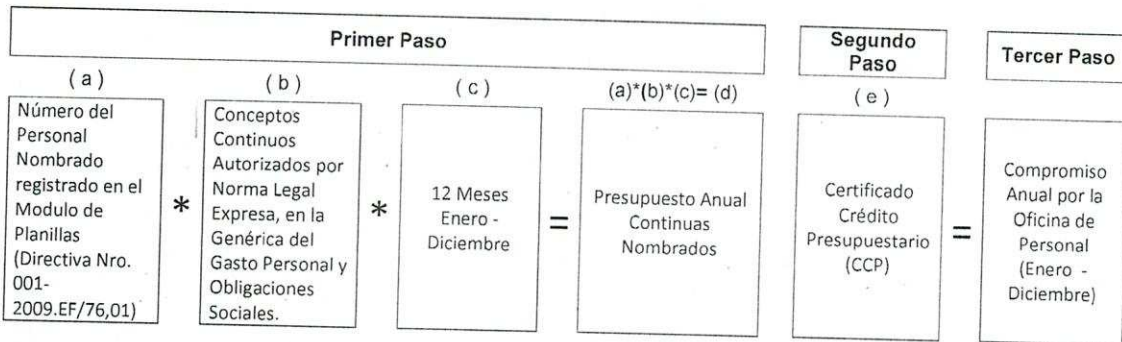 Primer Paso
Segundo
Paso
Tercer Paso
( a )
( b )
( c )
(a)*(b)*(c)= (d)
( e )
Número del
Personal
Nombrado
registrado en el
Modulo de
Planillas
(Directiva Nro.
001-
2009.EF/76,01)
*
Conceptos
Continuos
Autorizados por
Norma Legal
Expresa, en la
Genérica del
Gasto Personal y
Obligaciones
Sociales.
*
12 Meses
Enero -
Diciembre
=
Presupuesto Anual
Continuas
Nombrados
Certificado
Crédito
Presupuestario
(CCP)
=
Compromiso
Anual por la
Oficina de
Personal
(Enero -
Diciembre)